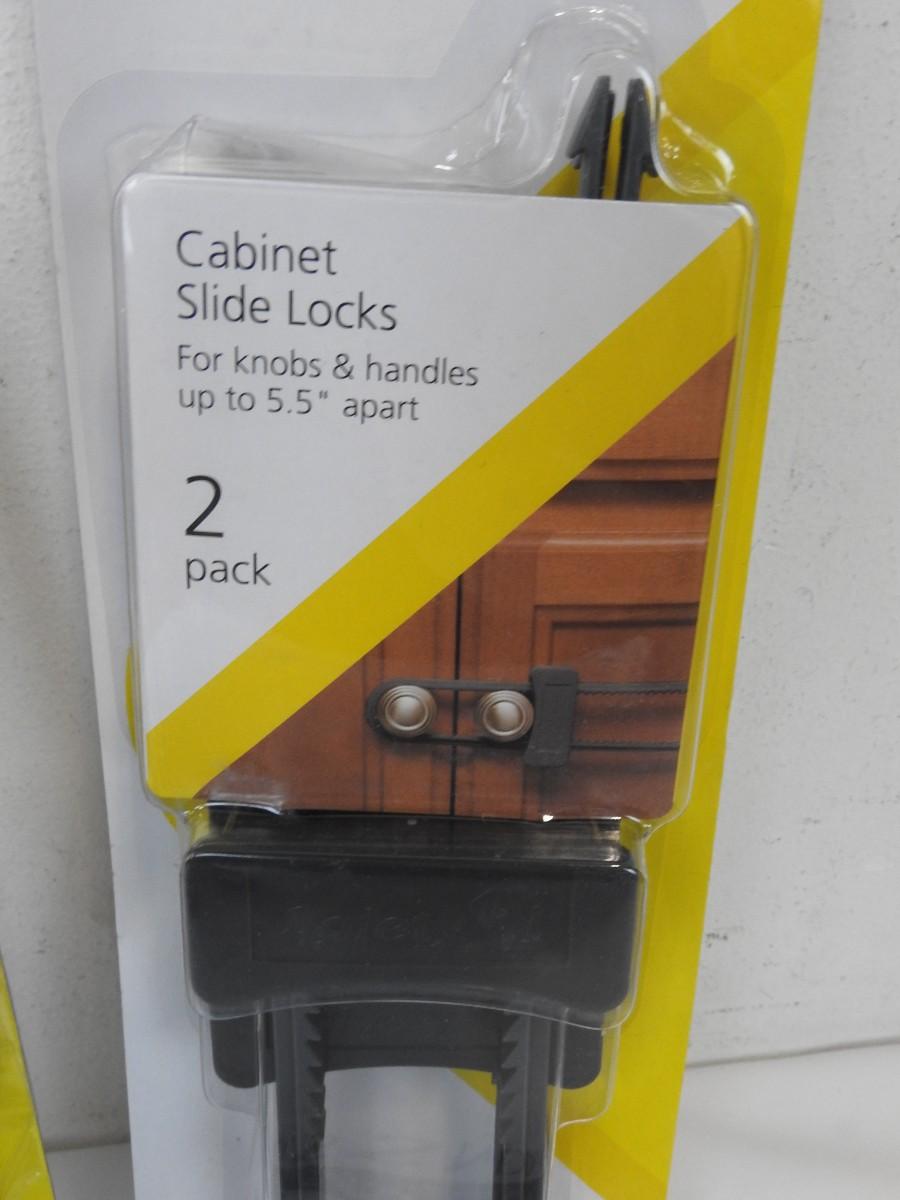 Cabinet
Slide Locks
For knobs & handles
up to 5.5" apart
2
pack